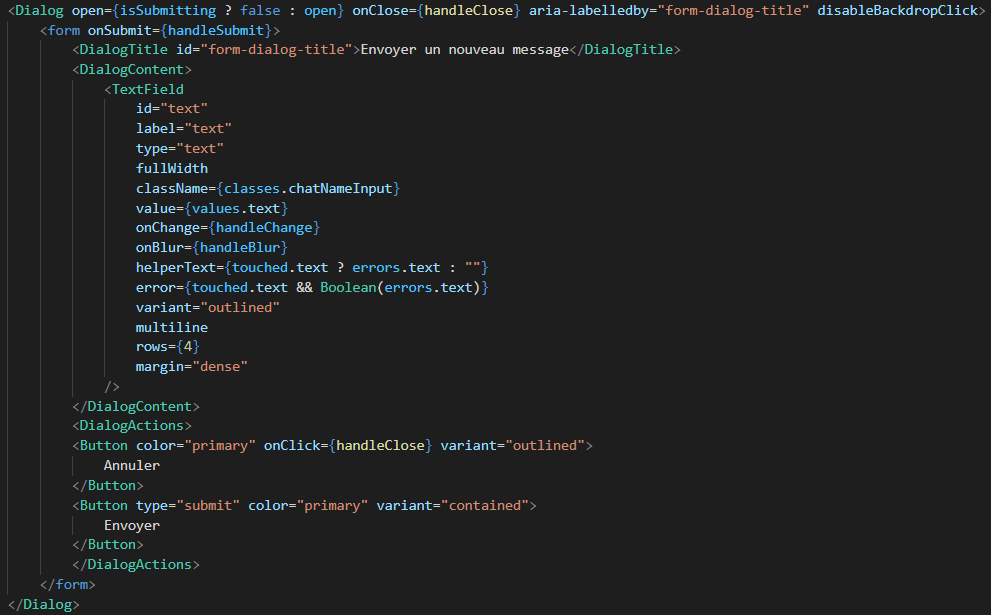 <Dialog open={isSubmitting ? false : open} onClose={handleClose} aria-labelledby="form-dialog-title" disableBackdropClick>
    <form onSubmit={handleSubmit}>
        <DialogTitle id="form-dialog-title">Envoyer un nouveau message</DialogTitle>
        <DialogContent>
            <TextField
                id="text"
                label="text"
                type="text"
                fullWidth
                className={classes.chatNameInput}
                value={values.text}
                onChange={handleChange}
                onBlur={handleBlur}
                helperText={touched.text ? errors.text : ""}
                error={touched.text && Boolean(errors.text)}
                variant="outlined"
                multiline
                rows={4}
                margin="dense"
            />
        </DialogContent>
        <DialogActions>
        <Button color="primary" onClick={handleClose} variant="outlined">
            Annuler
        </Button>
        <Button type="submit" color="primary" variant="contained">
            Envoyer
        </Button>
        </DialogActions>
    </form>
</Dialog>